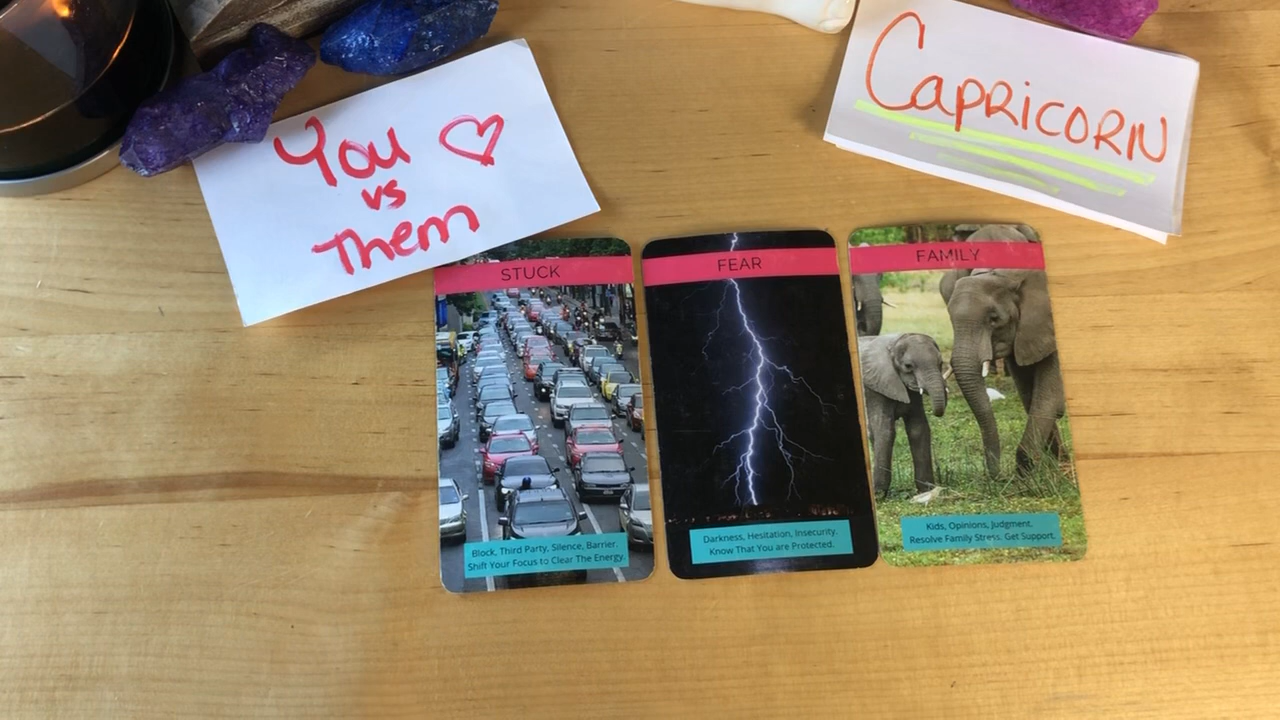 You
vs
Them
Capricorn
STUCK
Block, Third Party, Silence, Barrier.
Shift Your Focus to Clear The Energy.
FEAR
Darkness, Hesitation, Insecurity.
Know That You are Protected.
FAMILY
Kids, Opinions, Judgment,
Resolve Family Stress. Get Support.